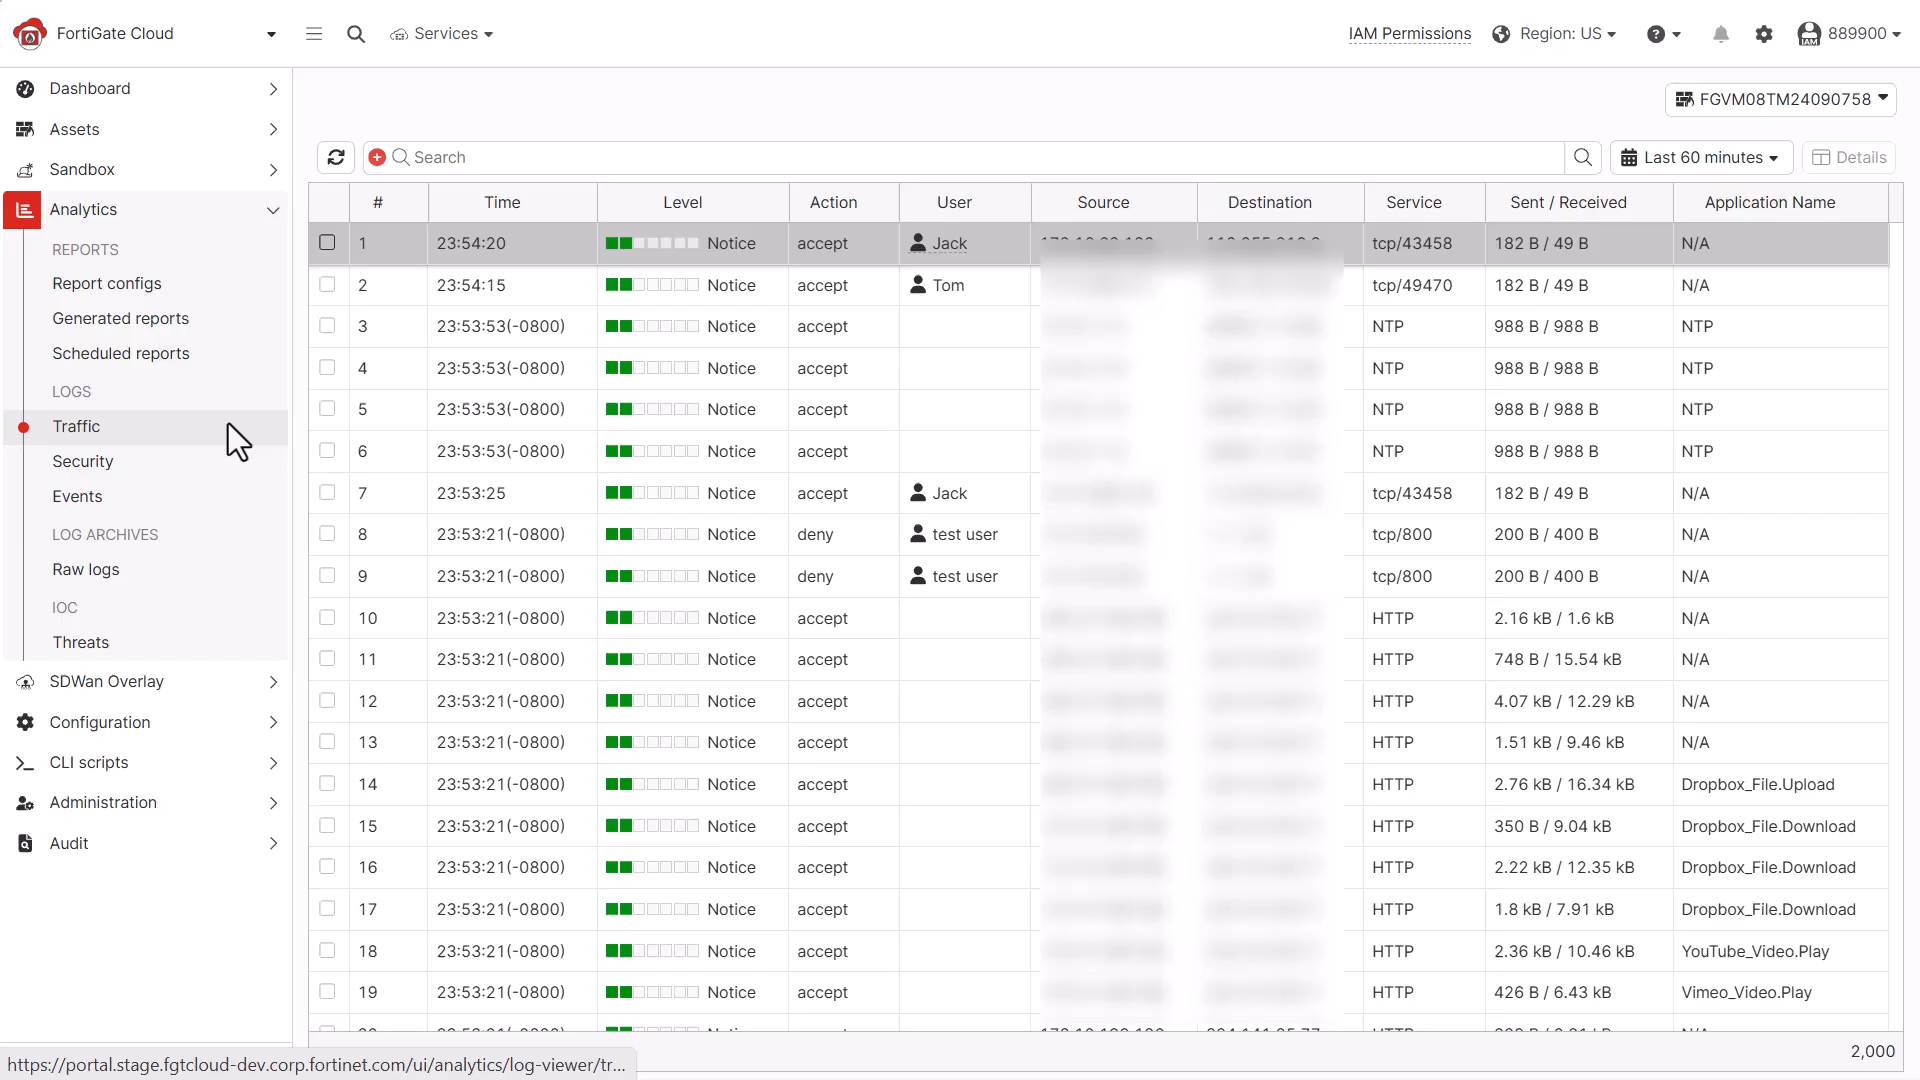 FortiGate Cloud
Services
IAM Permissions
Region: US
889900
Dashboard
Assets
Sandbox
Analytics
REPORTS
Report configs
Generated reports
Scheduled reports
LOGS
Traffic
Security
Events
LOG ARCHIVES
Raw logs
IOC
Threats
SDWan Overlay
Configuration
CLI scripts
Administration
Audit
FGVM08TM24090758
Search
Last 60 minutes
Details
# Time Level Action User Source Destination Service Sent / Received Application Name
1 23:54:20 Notice accept Jack tcp/43458 182 B / 49 B N/A
2 23:54:15 Notice accept Tom tcp/49470 182 B / 49 B N/A
3 23:53:53(-0800) Notice accept NTP 988 B / 988 B NTP
4 23:53:53(-0800) Notice accept NTP 988 B / 988 B NTP
5 23:53:53(-0800) Notice accept NTP 988 B / 988 B NTP
6 23:53:53(-0800) Notice accept NTP 988 B / 988 B NTP
7 23:53:25 Notice accept Jack tcp/43458 182 B / 49 B N/A
8 23:53:21(-0800) Notice deny test user tcp/800 200 B / 400 B N/A
9 23:53:21(-0800) Notice deny test user tcp/800 200 B / 400 B N/A
10 23:53:21(-0800) Notice accept HTTP 2.16 kB / 1.6 kB N/A
11 23:53:21(-0800) Notice accept HTTP 748 B / 15.54 kB N/A
12 23:53:21(-0800) Notice accept HTTP 4.07 kB / 12.29 kB N/A
13 23:53:21(-0800) Notice accept HTTP 1.51 kB / 9.46 kB N/A
14 23:53:21(-0800) Notice accept HTTP 2.76 kB / 16.34 kB Dropbox_File.Upload
15 23:53:21(-0800) Notice accept HTTP 350 B / 9.04 kB Dropbox_File.Download
16 23:53:21(-0800) Notice accept HTTP 2.22 kB / 12.35 kB Dropbox_File.Download
17 23:53:21(-0800) Notice accept HTTP 1.8 kB / 7.91 kB Dropbox_File.Download
18 23:53:21(-0800) Notice accept HTTP 2.36 kB / 10.46 kB YouTube_Video.Play
19 23:53:21(-0800) Notice accept HTTP 426 B / 6.43 kB Vimeo_Video.Play
2,000
https://portal.stage.fgtcloud-dev.corp.fortinet.com/ui/analytics/log-viewer/tr...